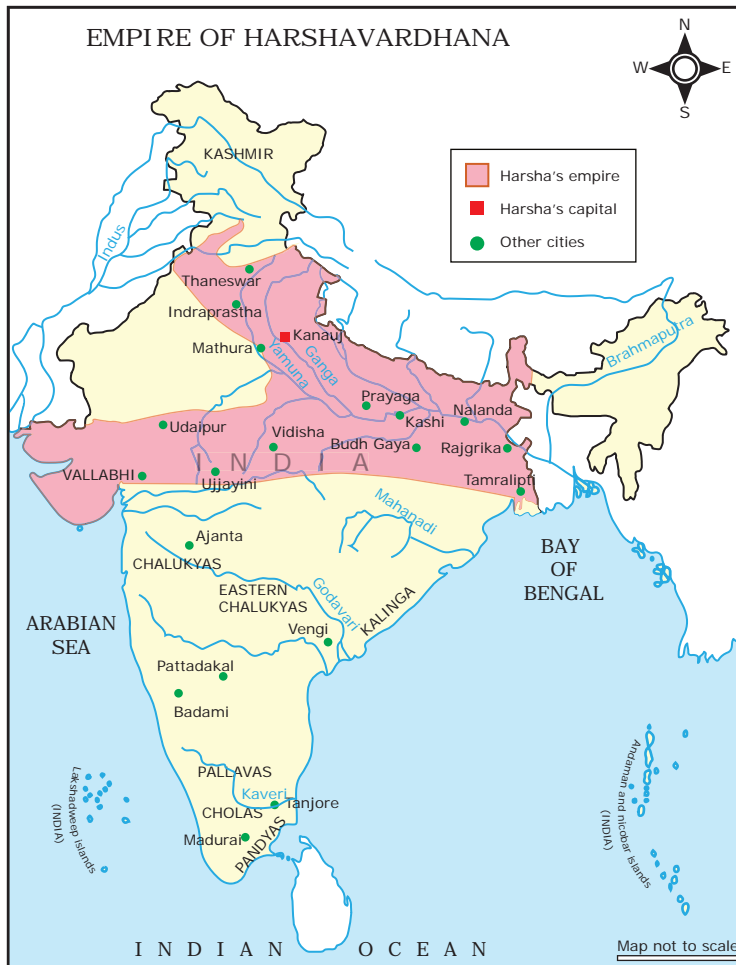 EMPIRE OF HARSHAVARDHANA
N
W
E
S
KASHMIR
Harsha's empire
Harsha's capital
Other cities
Indus
Thaneswar
Indraprastha
Kanauj
Mathura
Yamuna
Ganga
Brahmaputra
Prayaga
Kashi
Nalanda
Udaipur
Vidisha
Budh Gaya
Rajgrika
INDIA
VALLABHI
Ujjayini
Tamralipti
Mahanadi
Ajanta
CHALUKYAS
BAY
OF
BENGAL
EASTERN
CHALUKYAS
Godavari
KALINGA
ARABIAN
SEA
Vengi
Pattadakal
Badami
Lakshadweep islands
(INDIA)
Andaman and nicobar islands
(INDIA)
PALLAVAS
Kaveri
Tanjore
CHOLAS
Madurai
PANDYAS
INDIAN OCEAN
Map not to scale